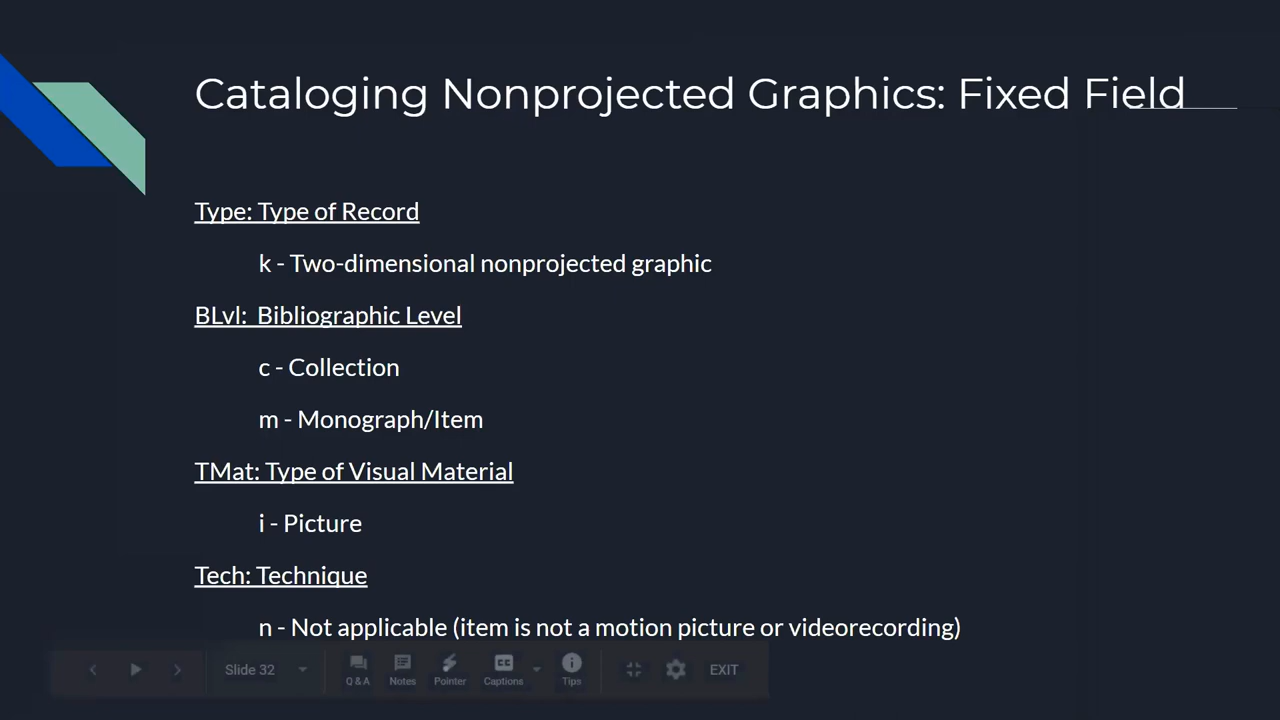 Cataloging Nonprojected Graphics: Fixed Field
Type: Type of Record
k - Two-dimensional nonprojected graphic
BLvl: Bibliographic Level
c - Collection
m - Monograph/Item
TMat: Type of Visual Material
i - Picture
Tech: Technique
n - Not applicable (item is not a motion picture or videorecording)
Slide 32
Q & A
Notes
Pointer
CC
Captions
Tips
EXIT